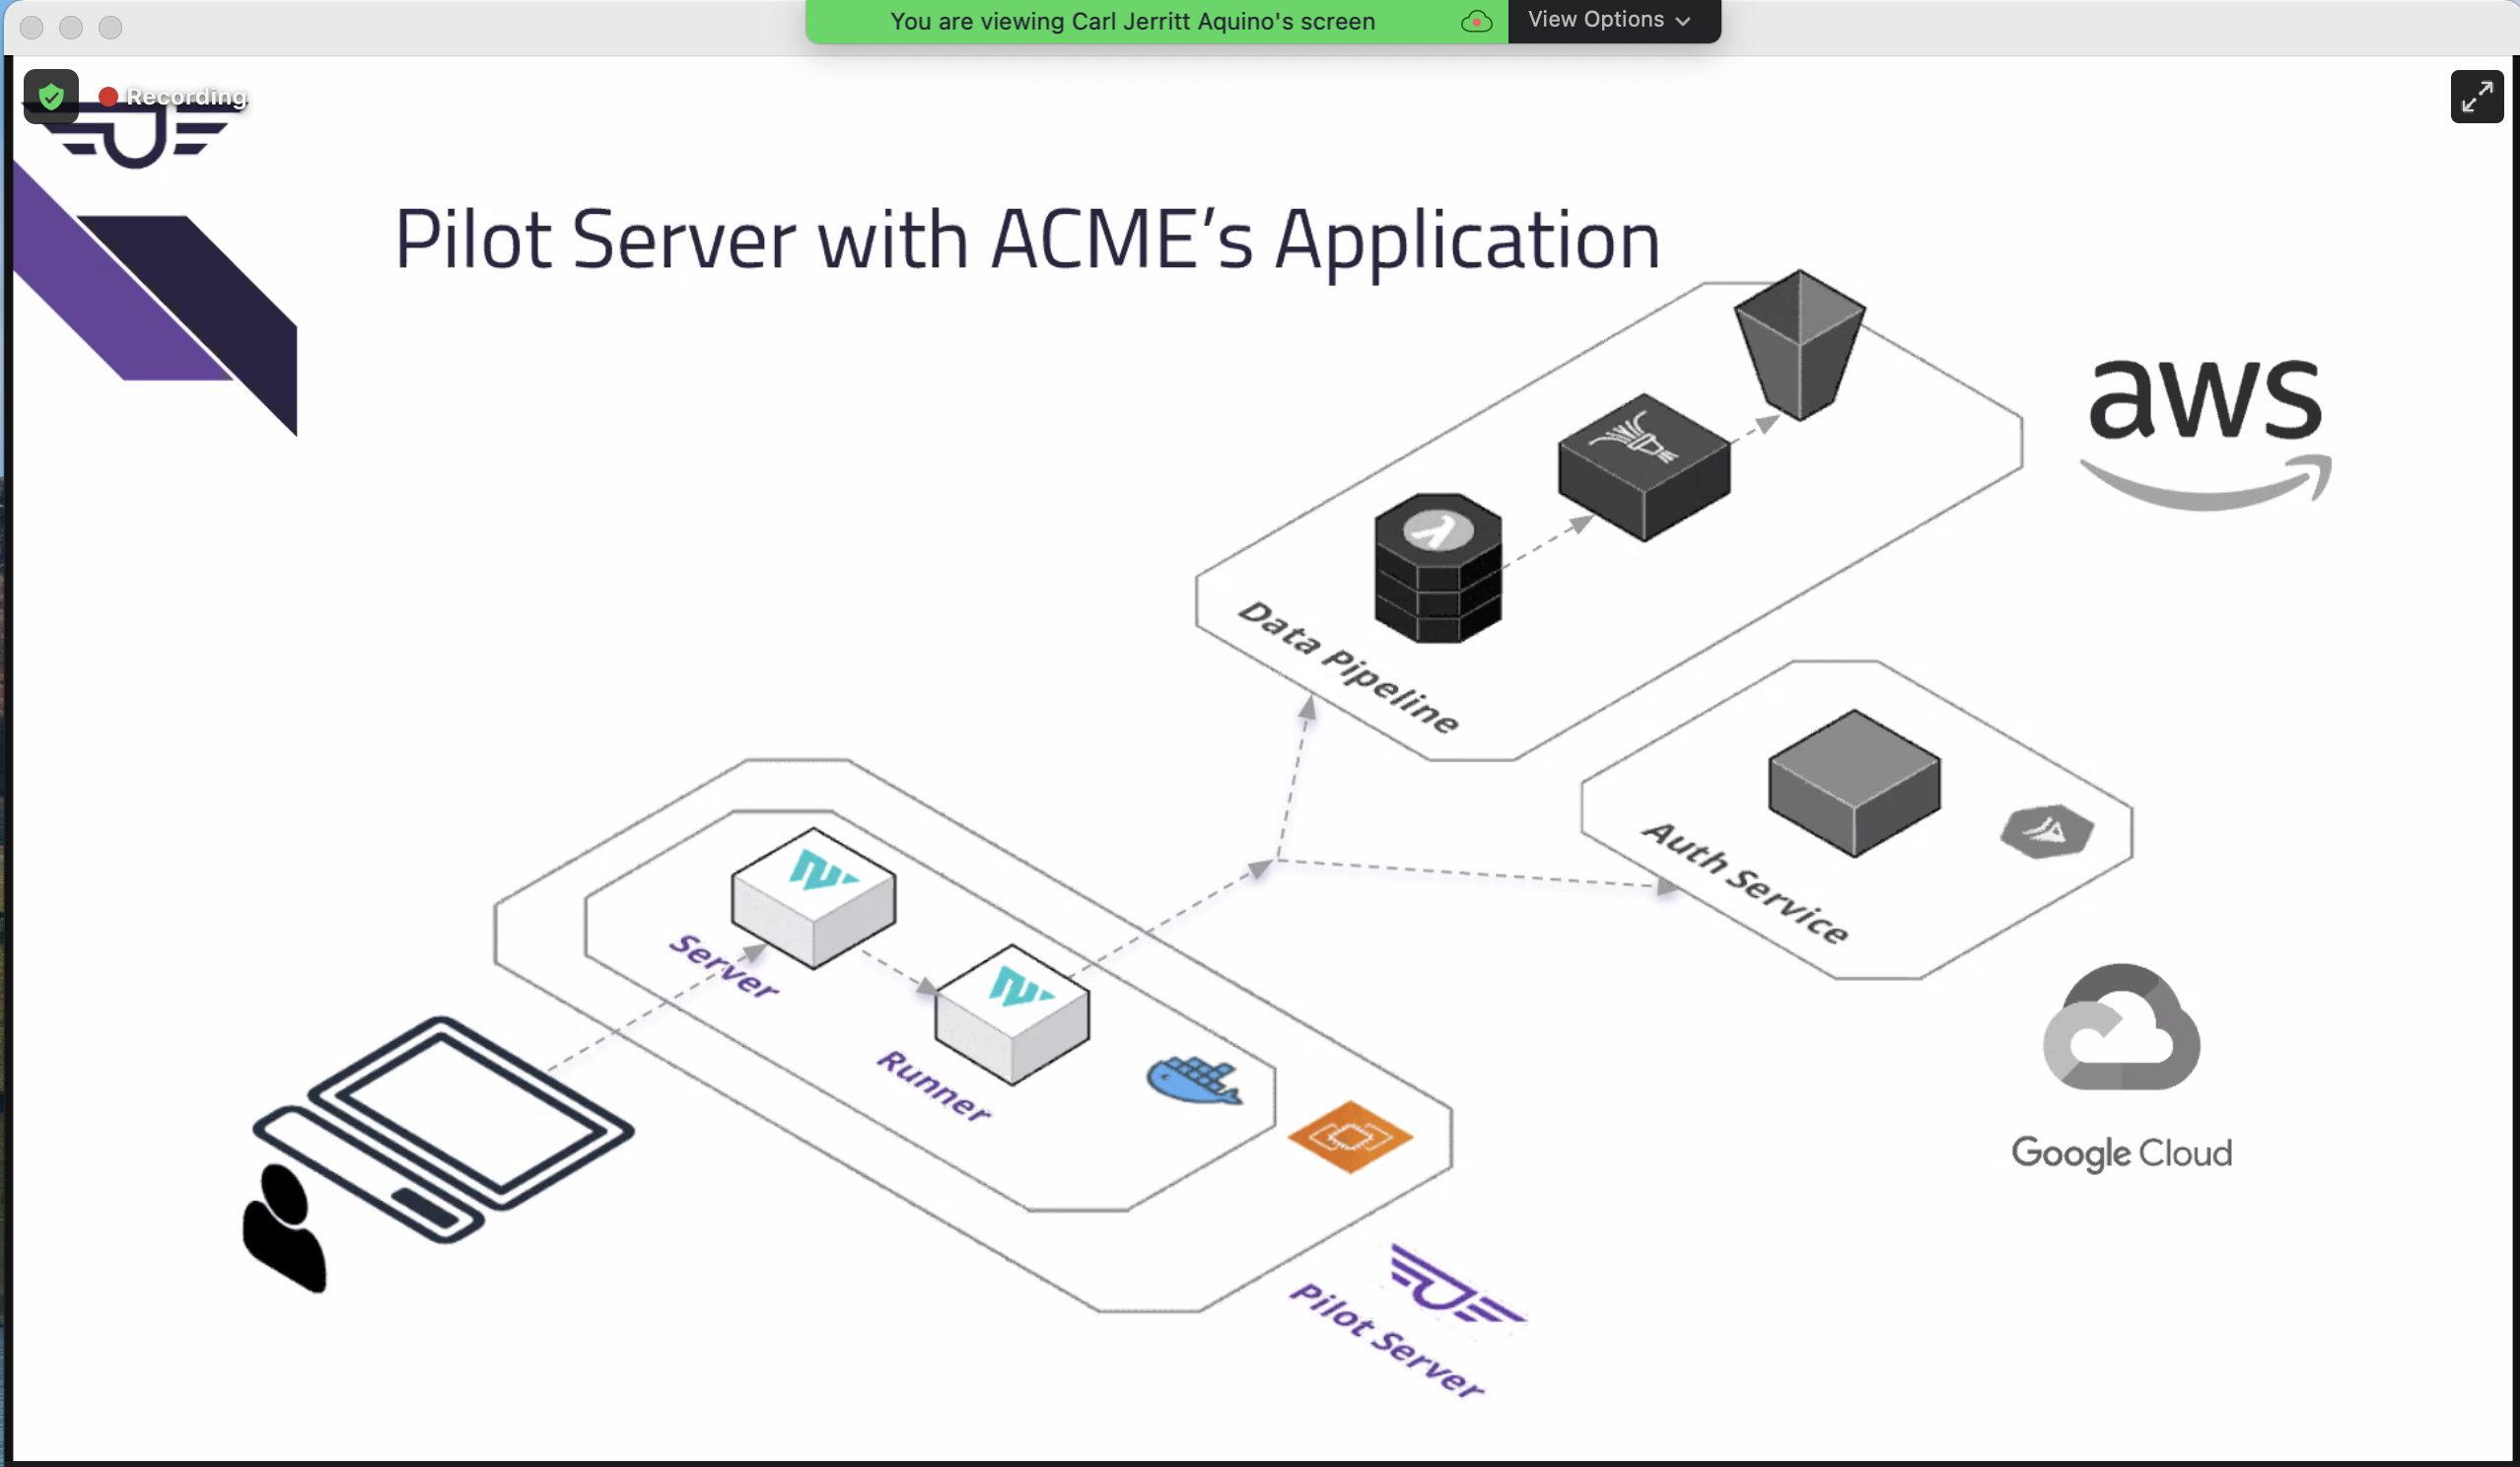 You are viewing Carl Jerritt Aquino's screen
View Options
Recording
Pilot Server with ACME’s Application
aws
Data Pipeline
Auth Service
Server
Runner
Google Cloud
Pilot Server